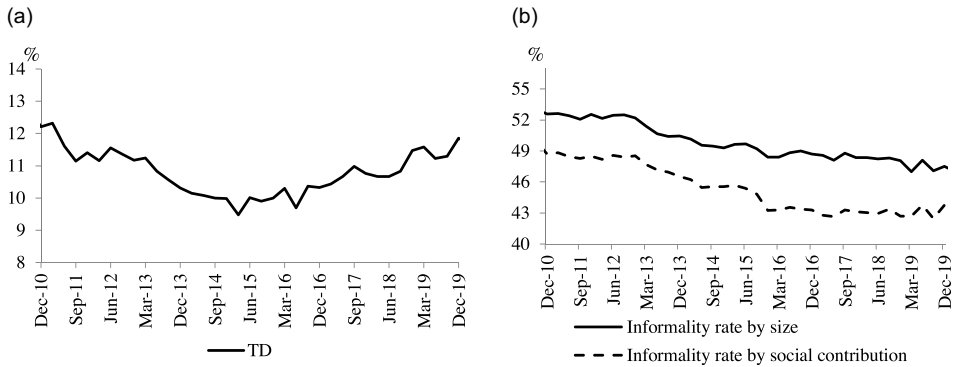 (a)
%
14
13
12
11
10
9
8
Dec-10
Sep-11
Jun-12
Mar-13
Dec-13
Sep-14
Jun-15
Mar-16
Dec-16
Sep-17
Jun-18
Mar-19
Dec-19
TD
(b)
%
55
52
49
46
43
40
Dec-10
Sep-11
Jun-12
Mar-13
Dec-13
Sep-14
Jun-15
Mar-16
Dec-16
Sep-17
Jun-18
Mar-19
Dec-19
Informality rate by size
Informality rate by social contribution